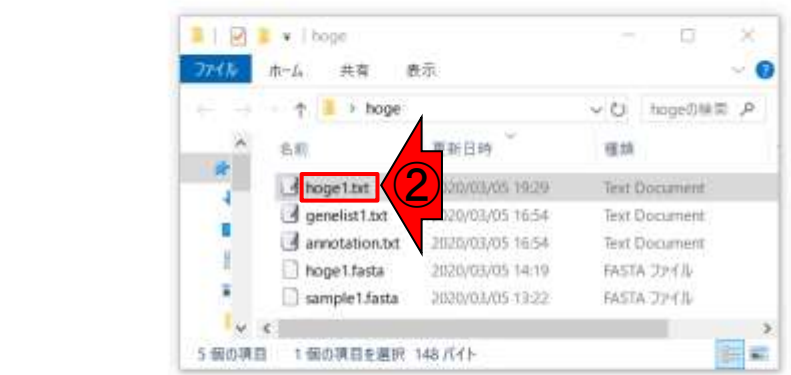 hoge
ファイル ホーム 共有 表示
hoge hogeの検索
名前 更新日時 種類
hoge1.txt 2020/03/05 19:29 Text Document
②
genelist1.txt 2020/03/05 16:54 Text Document
annotation.txt 2020/03/05 16:54 Text Document
hoge1.fasta 2020/03/05 14:19 FASTA ファイル
sample1.fasta 2020/03/05 13:22 FASTA ファイル
5 個の項目 1 個の項目を選択 148 バイト